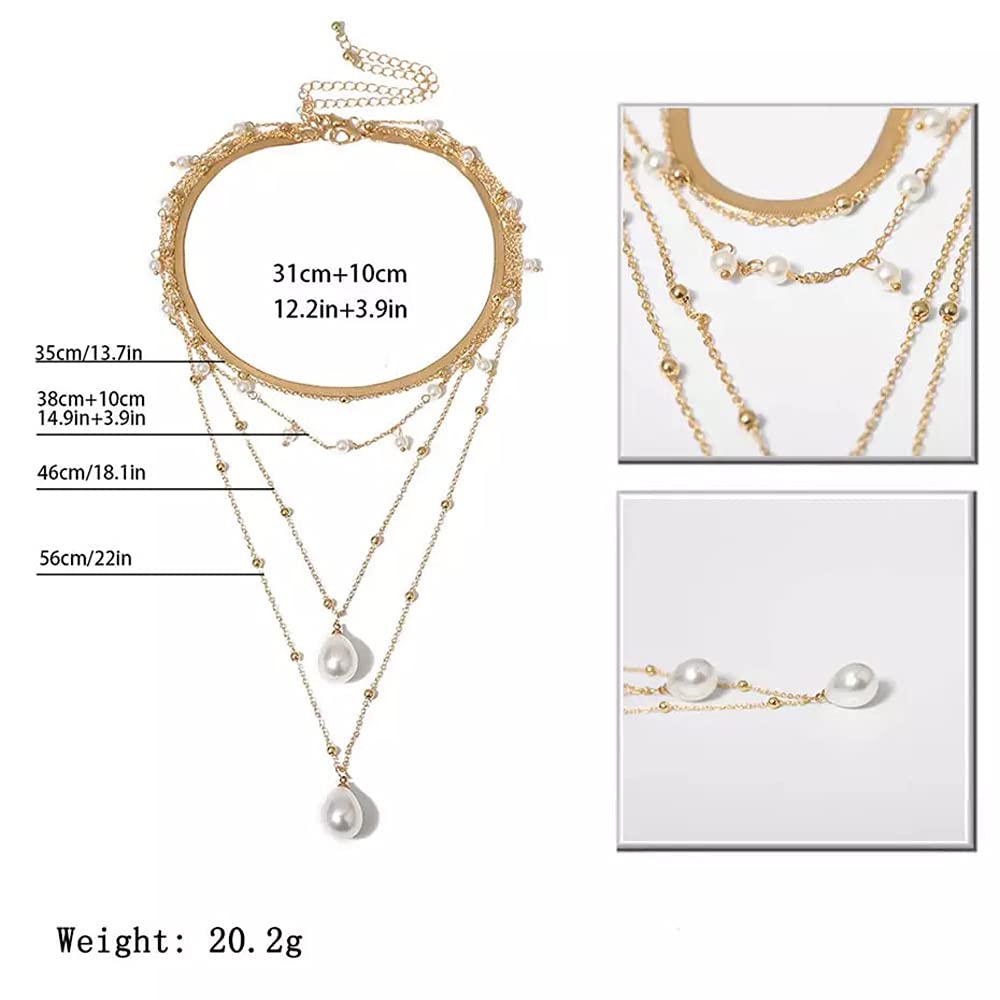 31cm+10cm
12.2in+3.9in
35cm/13.7in
38cm+10cm
14.9in+3.9in
46cm/18.1in
56cm/22in
Weight: 20.2g